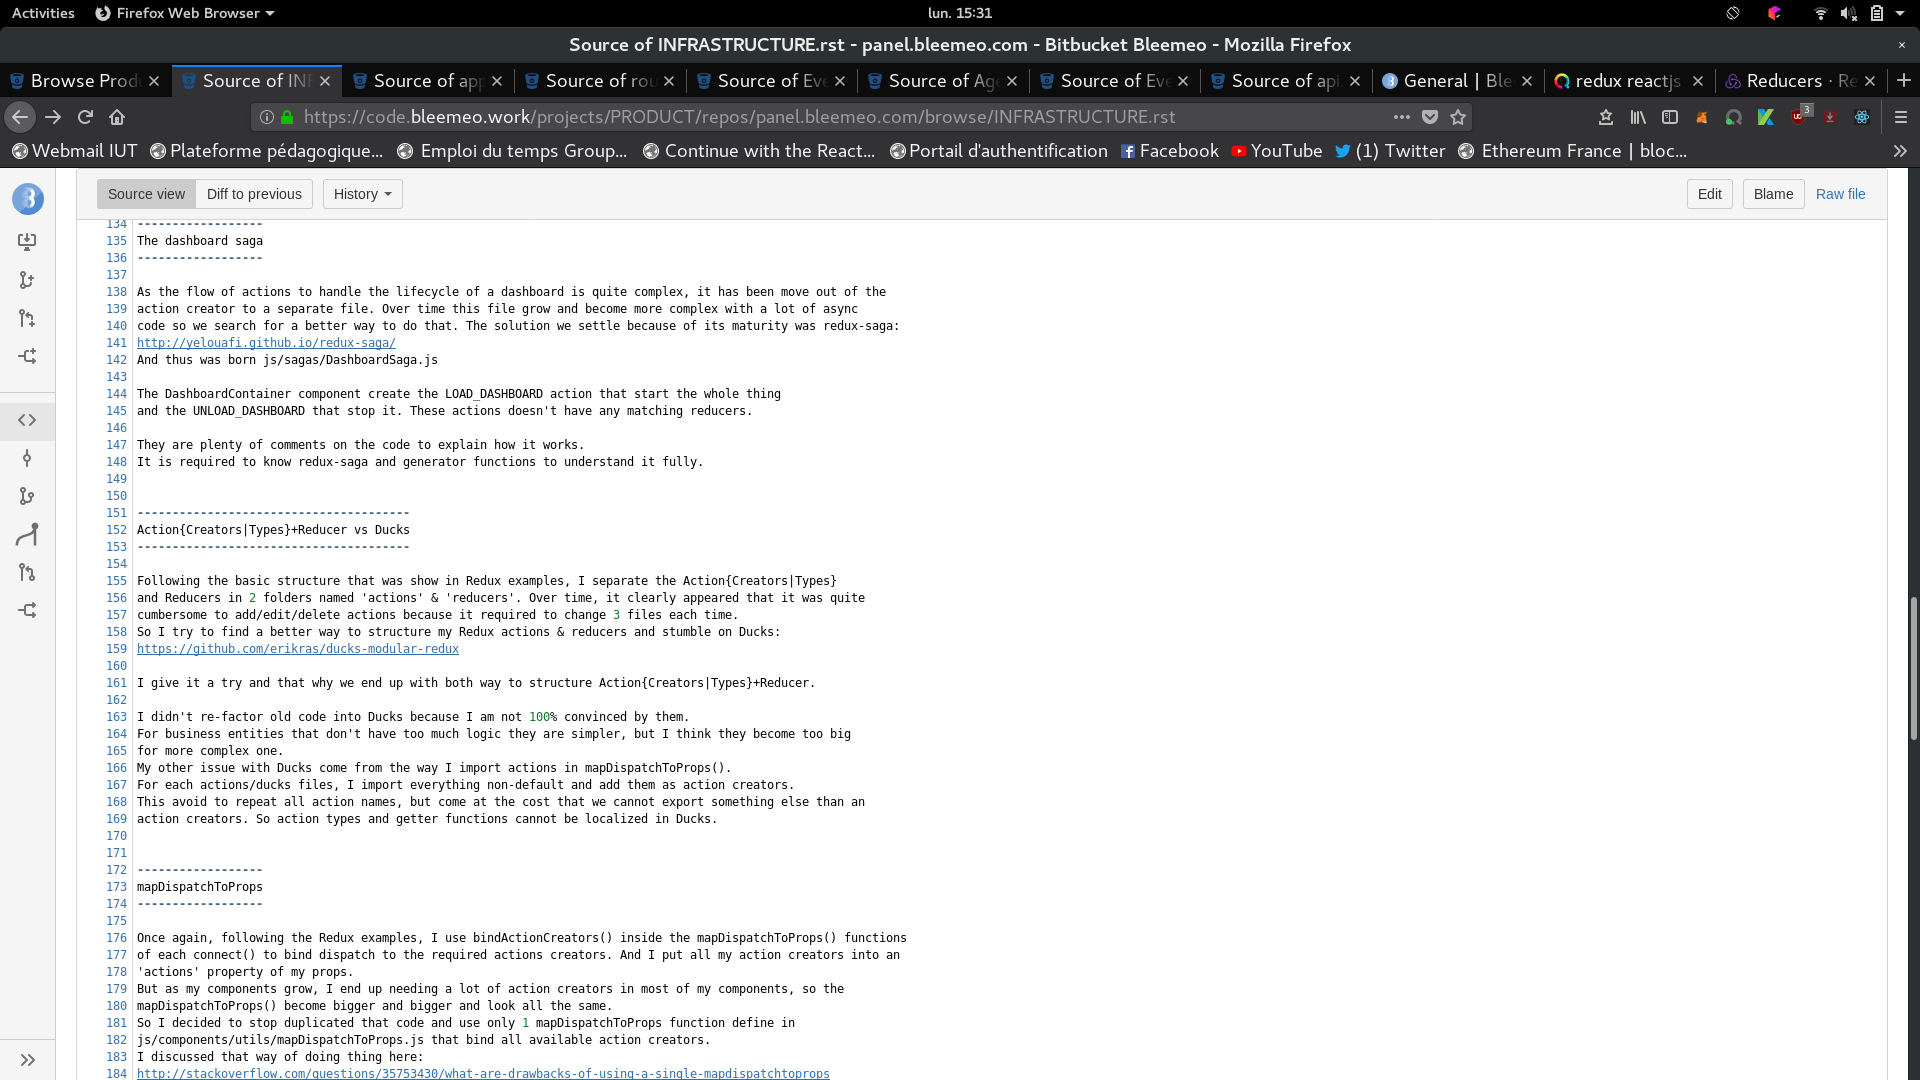 Activities Firefox Web Browser lun. 15:31
Source of INFRASTRUCTURE.rst - panel.bleemeo.com - Bitbucket Bleemeo - Mozilla Firefox
Browse Prod Source of INF Source of app Source of rou Source of Eve Source of Age Source of Eve Source of api. General | Blee redux reactjs Reducers · Re
https://code.bleemeo.work/projects/PRODUCT/repos/panel.bleemeo.com/browse/INFRASTRUCTURE.rst 3
Webmail IUT Plateforme pédagogique... Emploi du temps Group... Continue with the React... Portail d'authentification Facebook YouTube (1) Twitter Ethereum France | bloc...
Source view Diff to previous History Edit Blame Raw file
134 ------------------
135 The dashboard saga
136 ------------------
137
138 As the flow of actions to handle the lifecycle of a dashboard is quite complex, it has been move out of the
139 action creator to a separate file. Over time this file grow and become more complex with a lot of async
140 code so we search for a better way to do that. The solution we settle because of its maturity was redux-saga:
141 http://yelouafi.github.io/redux-saga/
142 And thus was born js/sagas/DashboardSaga.js
143
144 The DashboardContainer component create the LOAD_DASHBOARD action that start the whole thing
145 and the UNLOAD_DASHBOARD that stop it. These actions doesn't have any matching reducers.
146
147 They are plenty of comments on the code to explain how it works.
148 It is required to know redux-saga and generator functions to understand it fully.
149
150
151 ---------------------------------------
152 Action{Creators|Types}+Reducer vs Ducks
153 ---------------------------------------
154
155 Following the basic structure that was show in Redux examples, I separate the Action{Creators|Types}
156 and Reducers in 2 folders named 'actions' & 'reducers'. Over time, it clearly appeared that it was quite
157 cumbersome to add/edit/delete actions because it required to change 3 files each time.
158 So I try to find a better way to structure my Redux actions & reducers and stumble on Ducks:
159 https://github.com/erikras/ducks-modular-redux
160
161 I give it a try and that why we end up with both way to structure Action{Creators|Types}+Reducer.
162
163 I didn't re-factor old code into Ducks because I am not 100% convinced by them.
164 For business entities that don't have too much logic they are simpler, but I think they become too big
165 for more complex one.
166 My other issue with Ducks come from the way I import actions in mapDispatchToProps().
167 For each actions/ducks files, I import everything non-default and add them as action creators.
168 This avoid to repeat all action names, but come at the cost that we cannot export something else than an
169 action creators. So action types and getter functions cannot be localized in Ducks.
170
171
172 ------------------
173 mapDispatchToProps
174 ------------------
175
176 Once again, following the Redux examples, I use bindActionCreators() inside the mapDispatchToProps() functions
177 of each connect() to bind dispatch to the required actions creators. And I put all my action creators into an
178 'actions' property of my props.
179 But as my components grow, I end up needing a lot of action creators in most of my components, so the
180 mapDispatchToProps() become bigger and bigger and look all the same.
181 So I decided to stop duplicated that code and use only 1 mapDispatchToProps function define in
182 js/components/utils/mapDispatchToProps.js that bind all available action creators.
183 I discussed that way of doing thing here:
184 http://stackoverflow.com/questions/35753430/what-are-drawbacks-of-using-a-single-mapdispatchtoprops